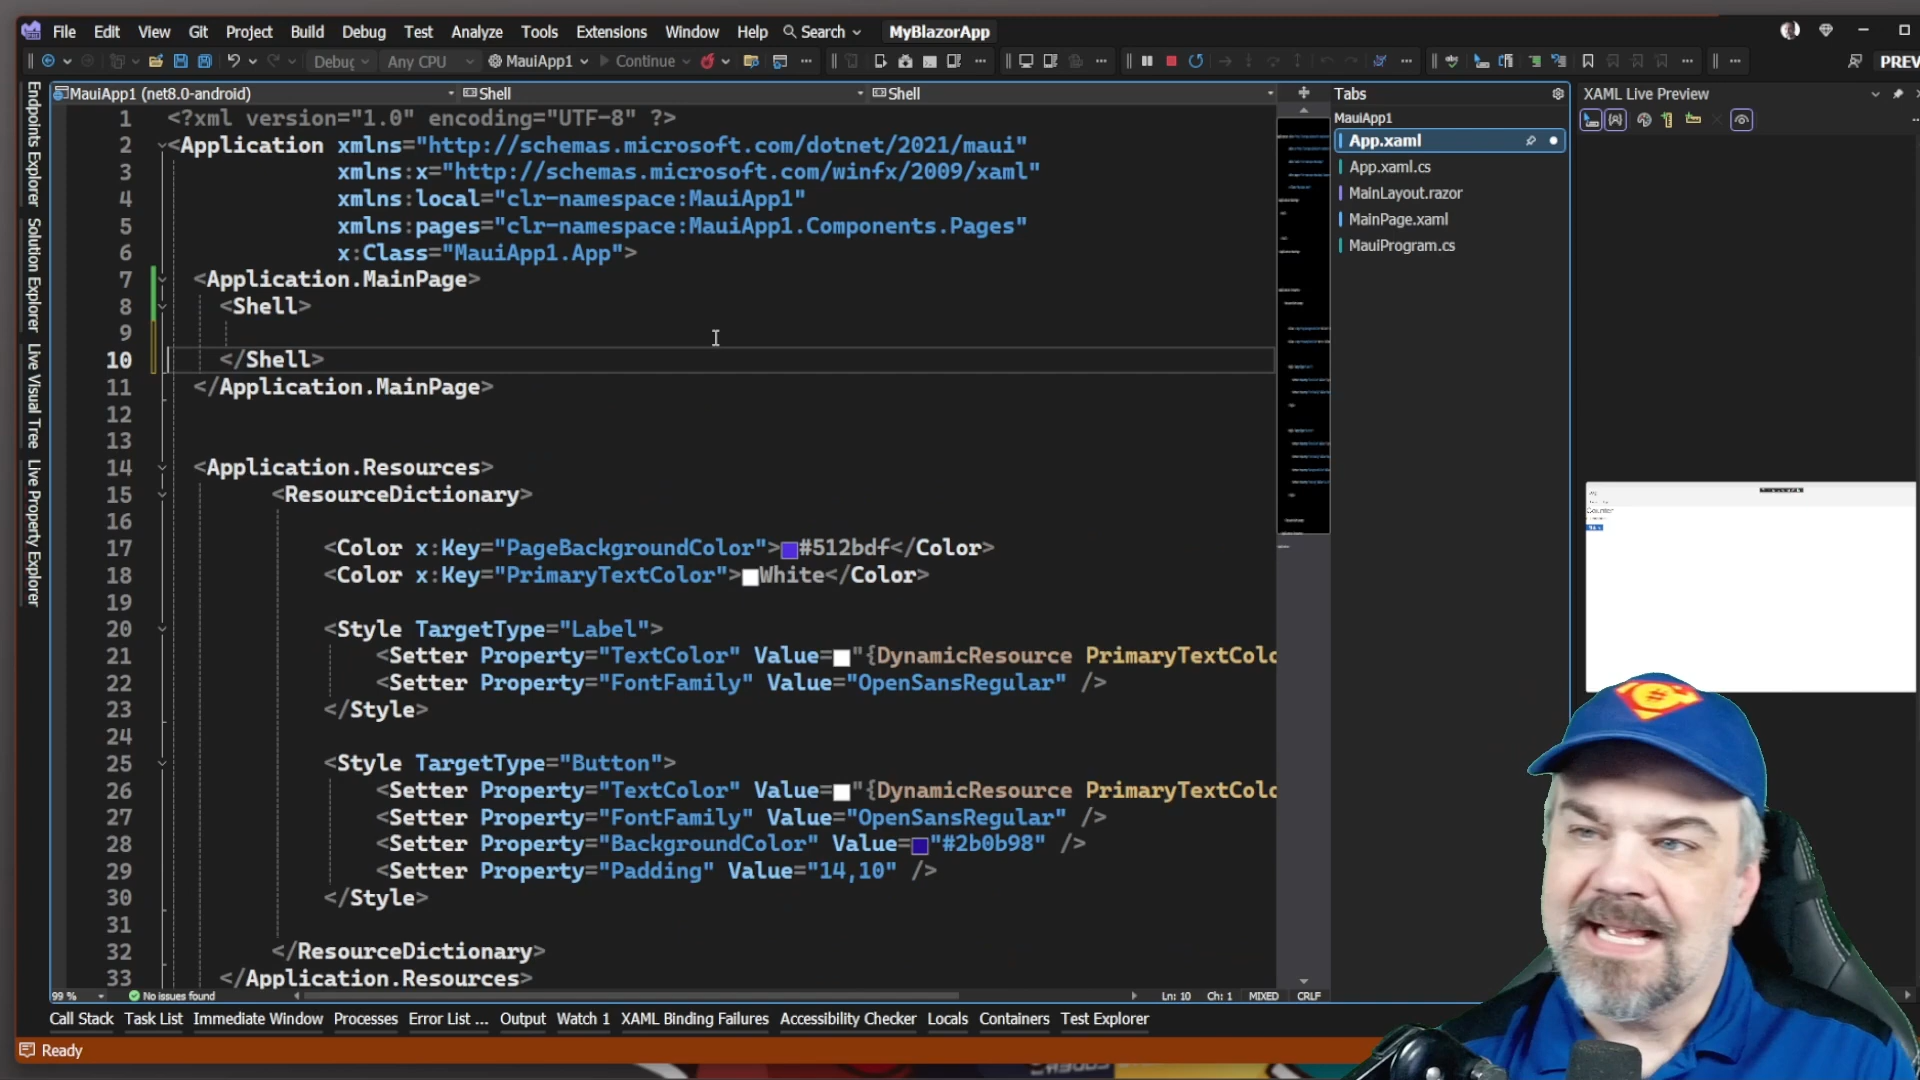 File Edit View Git Project Build Debug Test Analyze Tools Extensions Window Help Search MyBlazorApp
Debug Any CPU MauiApp1 Continue PREV
MauiApp1 (net8.0-android) Shell Shell
Tabs
XAML Live Preview
MauiApp1
App.xaml
App.xaml.cs
MainLayout.razor
MainPage.xaml
MauiProgram.cs
Endpoints Explorer
Solution Explorer
Live Visual Tree
Live Property Explorer
1 <?xml version="1.0" encoding="UTF-8" ?>
2 <Application xmlns="http://schemas.microsoft.com/dotnet/2021/maui"
3 xmlns:x="http://schemas.microsoft.com/winfx/2009/xaml"
4 xmlns:local="clr-namespace:MauiApp1"
5 xmlns:pages="clr-namespace:MauiApp1.Components.Pages"
6 x:Class="MauiApp1.App">
7 <Application.MainPage>
8 <Shell>
9
10 </Shell>
11 </Application.MainPage>
12
13
14 <Application.Resources>
15 <ResourceDictionary>
16
17 <Color x:Key="PageBackgroundColor">#512bdf</Color>
18 <Color x:Key="PrimaryTextColor">White</Color>
19
20 <Style TargetType="Label">
21 <Setter Property="TextColor" Value="{DynamicResource PrimaryTextColo
22 <Setter Property="FontFamily" Value="OpenSansRegular" />
23 </Style>
24
25 <Style TargetType="Button">
26 <Setter Property="TextColor" Value="{DynamicResource PrimaryTextColo
27 <Setter Property="FontFamily" Value="OpenSansRegular" />
28 <Setter Property="BackgroundColor" Value="#2b0b98" />
29 <Setter Property="Padding" Value="14,10" />
30 </Style>
31
32 </ResourceDictionary>
33 </Application.Resources>
Counter
99 % No issues found Ln: 10 Ch: 1 MIXED CRLF
Call Stack Task List Immediate Window Processes Error List ... Output Watch 1 XAML Binding Failures Accessibility Checker Locals Containers Test Explorer
Ready